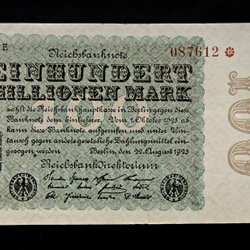 E 087612 *
Reichsbanknote
EINHUNDERT
MILLIONEN MARK
zahlt die Reichsbankhauptkasse in Berlin gegen diese
Banknote dem Einlieferer. Vom 1. Oktober 1923 ab
kann diese Banknote aufgerufen und unter Um-
tausch gegen andere gesetzliche Zahlungsmittel ein-
gezogen werden. Berlin, den 22. August 1923
Reichsbankdirektorium
100